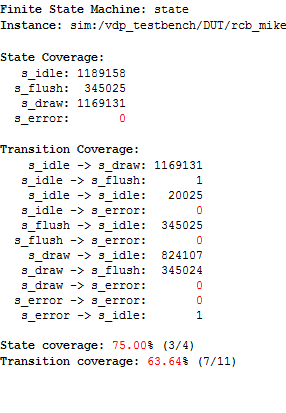 Finite State Machine: state
Instance: sim:/vdp_testbench/DUT/rcb_mike
State Coverage:
s_idle: 1189158
s_flush: 345025
s_draw: 1169131
s_error: 0
Transition Coverage:
s_idle -> s_draw: 1169131
s_idle -> s_flush: 1
s_idle -> s_idle: 20025
s_idle -> s_error: 0
s_flush -> s_idle: 345025
s_flush -> s_error: 0
s_draw -> s_idle: 824107
s_draw -> s_flush: 345024
s_draw -> s_error: 0
s_error -> s_error: 0
s_error -> s_idle: 1
State coverage: 75.00% (3/4)
Transition coverage: 63.64% (7/11)